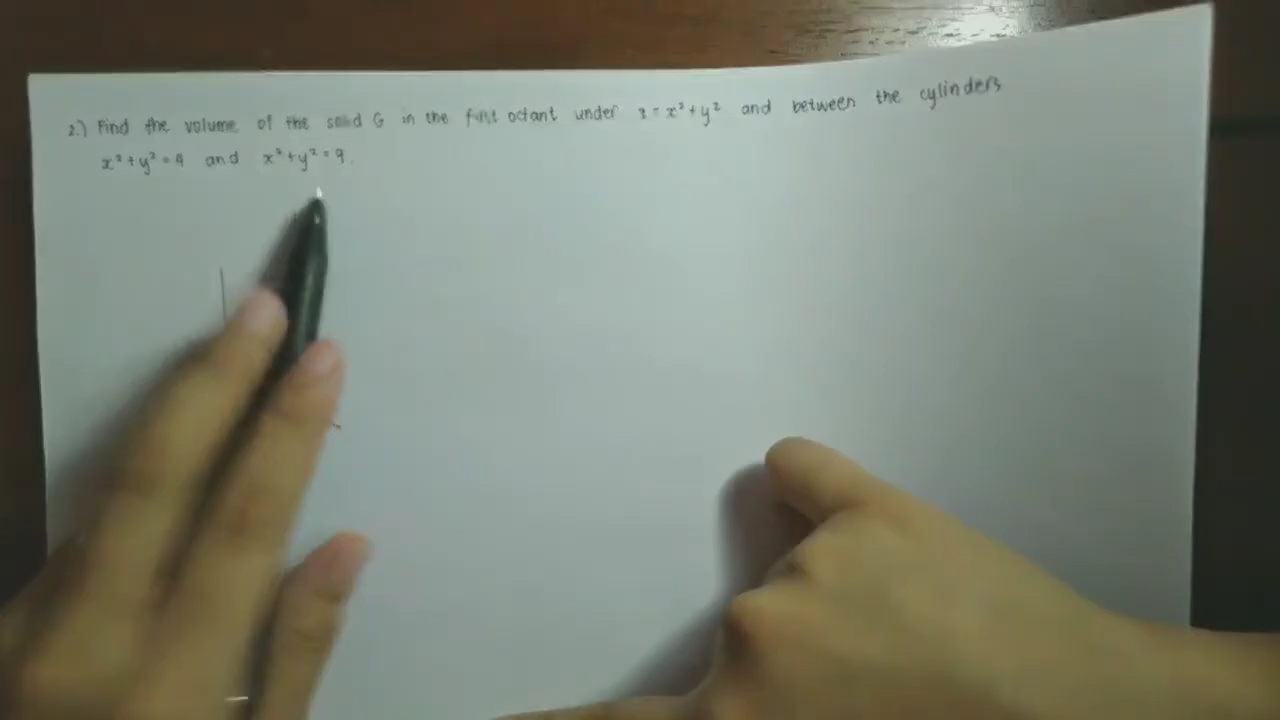 2.) Find the volume of the solid G in the first octant under z = x² + y² and between the cylinders
x² + y² = 4 and x² + y² = 9.